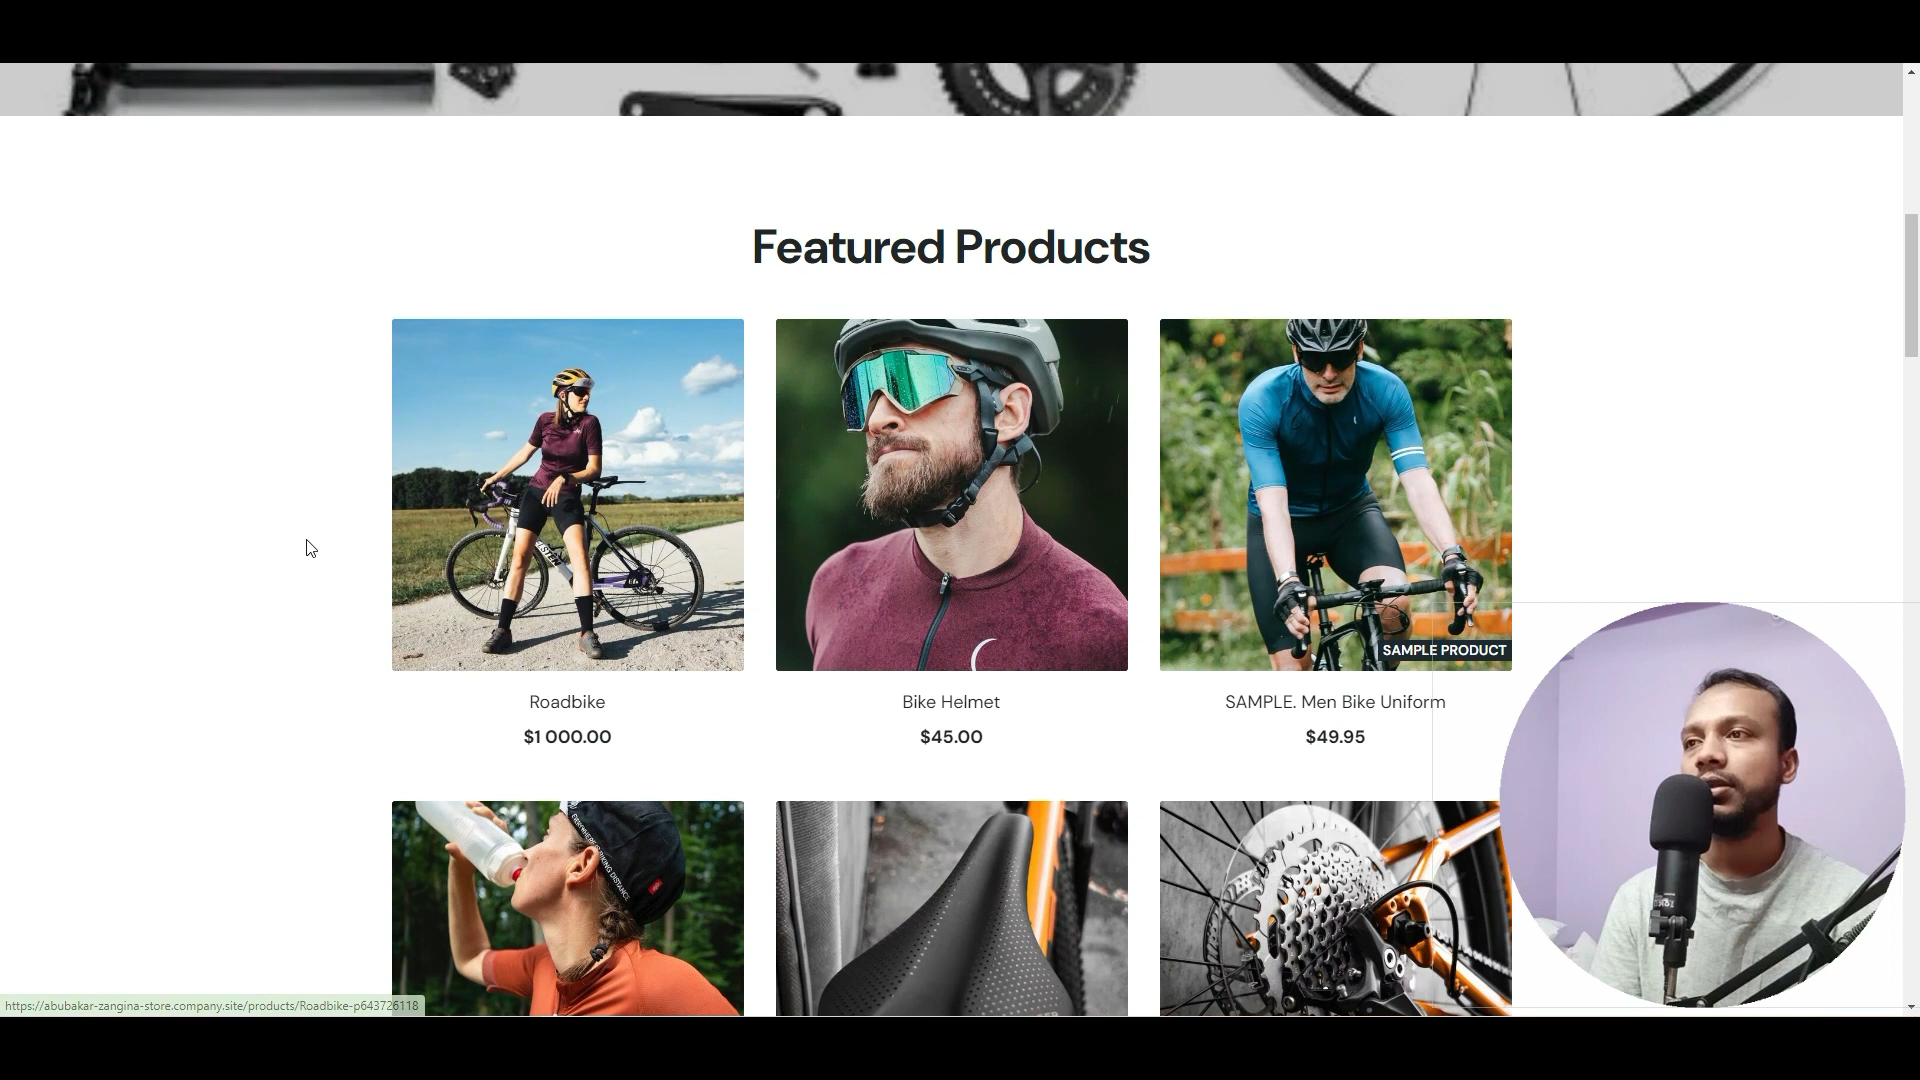 Featured Products
SAMPLE PRODUCT
Roadbike
Bike Helmet
SAMPLE. Men Bike Uniform
$1 000.00
$45.00
$49.95
https://abubakar-zangina-store.company.site/products/Roadbike-p643726118